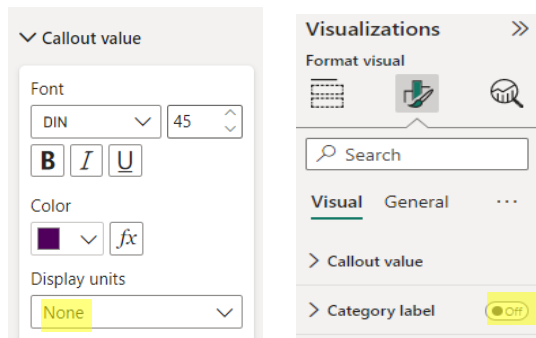 Callout value
Font
DIN
45
B I U
Color
fx
Display units
None
Visualizations
Format visual
Search
Visual General ...
Callout value
Category label Off